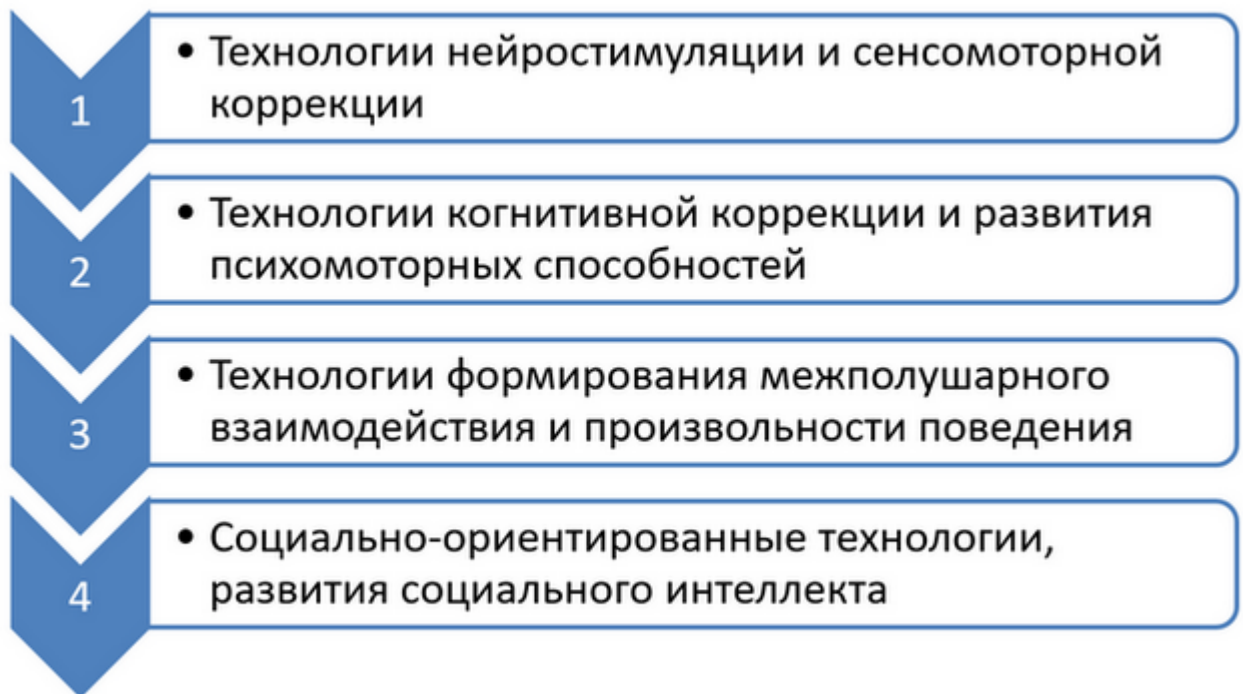 1
• Технологии нейростимуляции и сенсомоторной
коррекции
2
• Технологии когнитивной коррекции и развития
психомоторных способностей
3
• Технологии формирования межполушарного
взаимодействия и произвольности поведения
4
• Социально-ориентированные технологии,
развития социального интеллекта